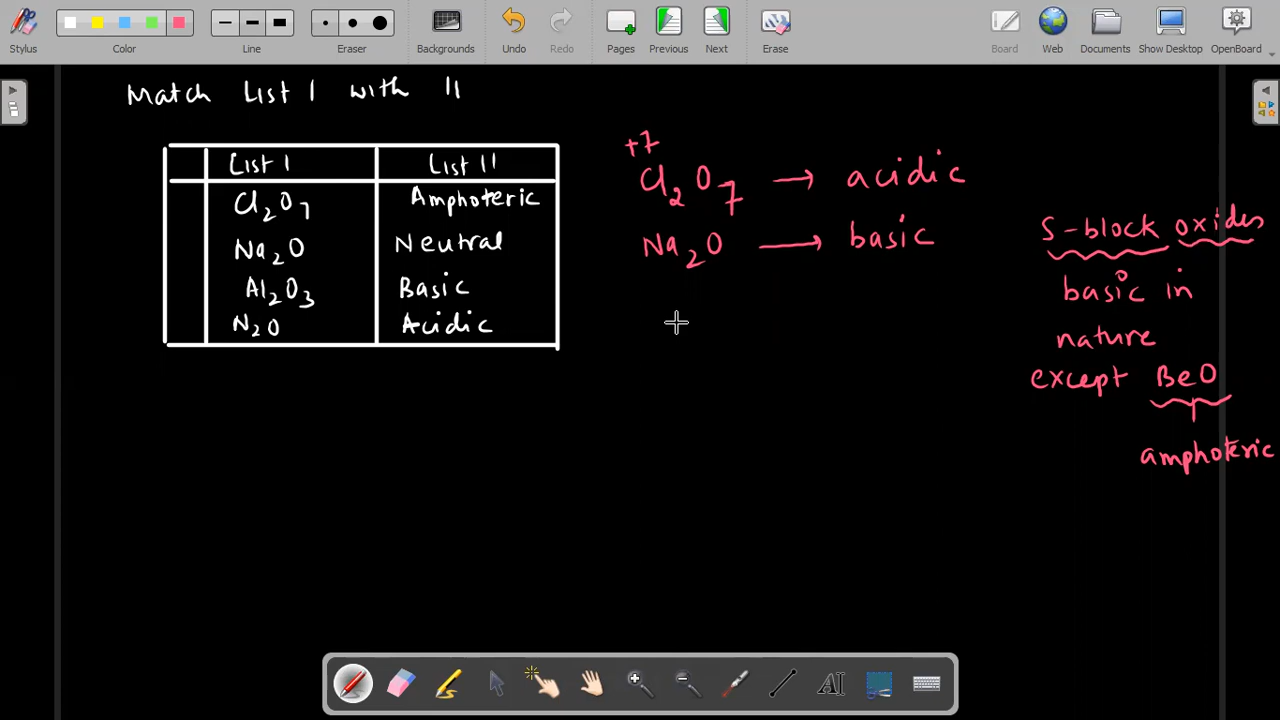 Stylus Color Line Eraser Backgrounds Undo Redo Pages Previous Next Erase Board Web Documents Show Desktop OpenBoard
Match List I with II
List I List II
Cl₂O₇ Amphoteric
Na₂O Neutral
Al₂O₃ Basic
N₂O Acidic
+7
Cl₂O₇ → acidic
Na₂O → basic
S-block oxides
basic in
nature
except BeO
amphoteric
AI